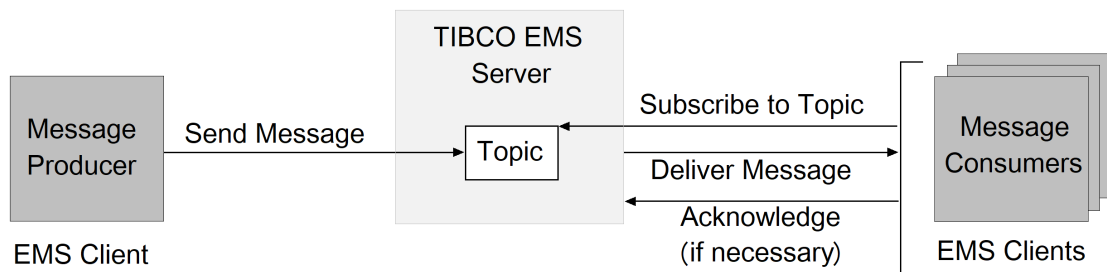 TIBCO EMS
Server
Message
Producer
EMS Client
Send Message
Topic
Subscribe to Topic
Deliver Message
Acknowledge
(if necessary)
Message
Consumers
EMS Clients